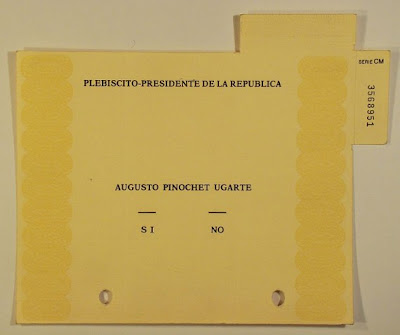 PLEBISCITO-PRESIDENTE DE LA REPUBLICA
SERIE CM
3568951
AUGUSTO PINOCHET UGARTE
SI NO